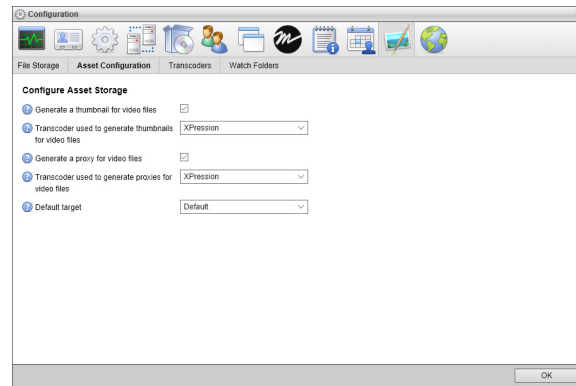 Configuration
File Storage Asset Configuration Transcoders Watch Folders
Configure Asset Storage
Generate a thumbnail for video files
Transcoder used to generate thumbnails XPression
for video files
Generate a proxy for video files
Transcoder used to generate proxies for XPression
video files
Default target Default
OK